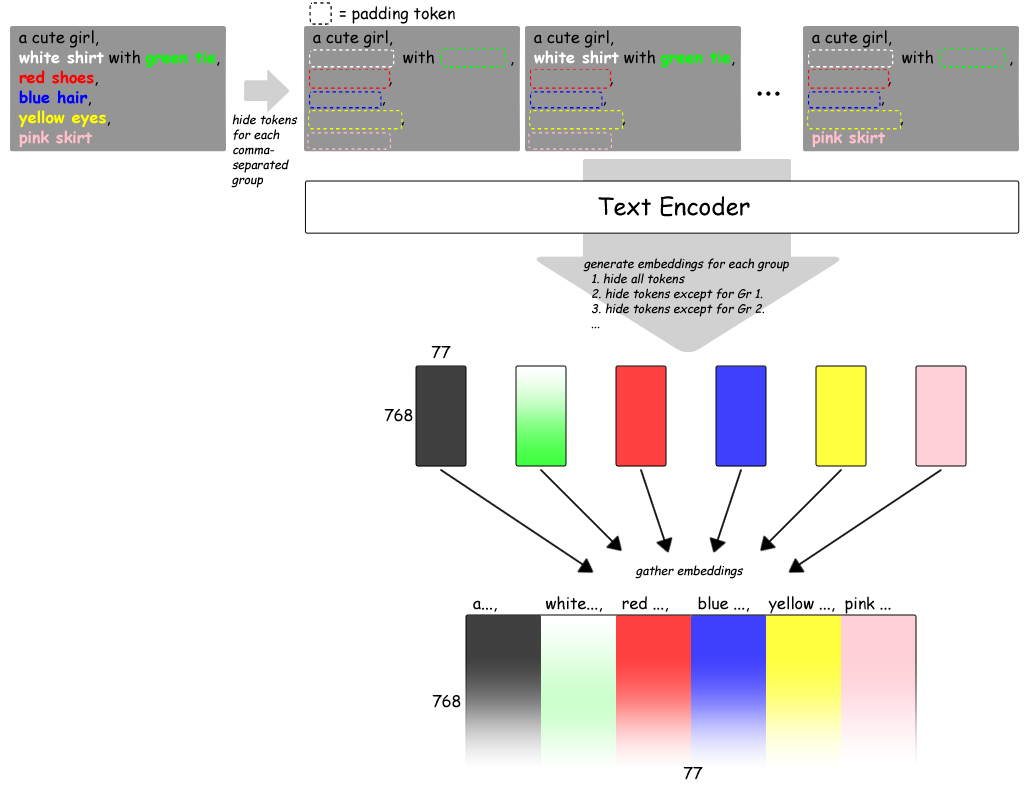 = padding token
a cute girl,
white shirt with green tie,
red shoes,
blue hair,
yellow eyes,
pink skirt
hide tokens
for each
comma-
separated
group
a cute girl,
with ,
,
,
,
a cute girl,
white shirt with green tie,
,
,
,
...
a cute girl,
with ,
,
,
,
pink skirt
Text Encoder
generate embeddings for each group
1. hide all tokens
2. hide tokens except for Gr 1.
3. hide tokens except for Gr 2.
...
77
768
gather embeddings
a..., white..., red ..., blue ..., yellow ..., pink ...
768
77